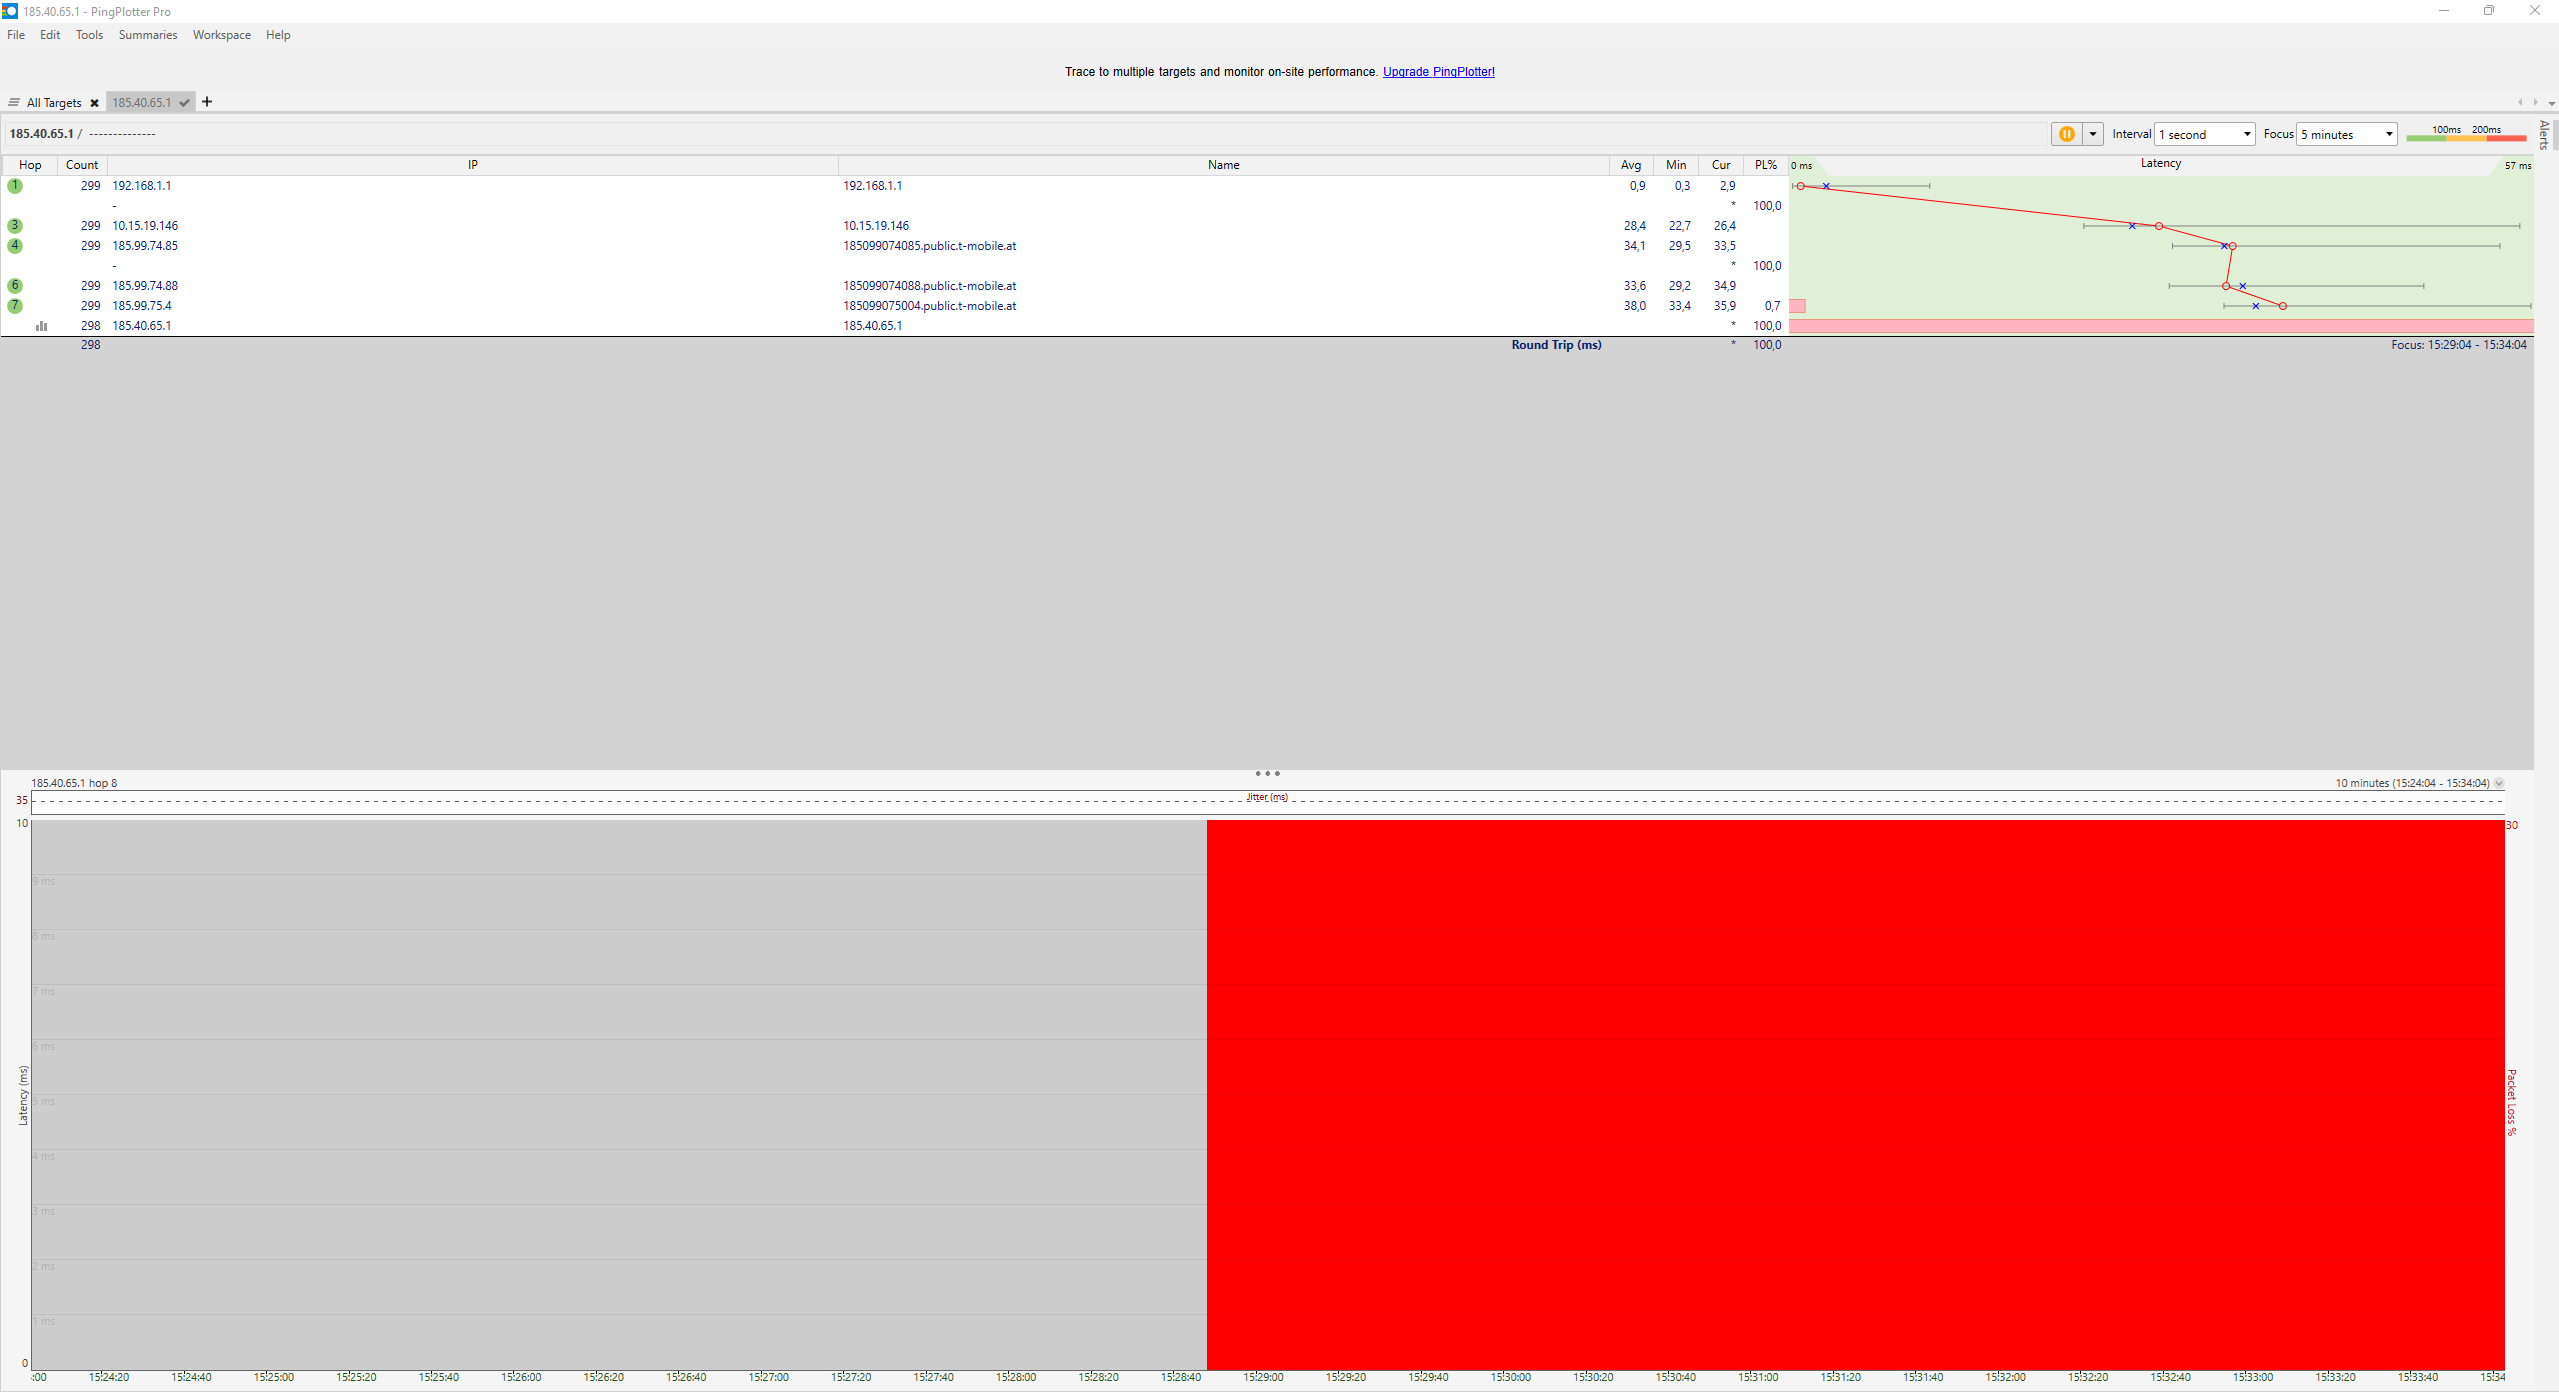 185.40.65.1 - PingPlotter Pro
File Edit Tools Summaries Workspace Help
Trace to multiple targets and monitor on-site performance. Upgrade PingPlotter!
All Targets 185.40.65.1
185.40.65.1 / --------------
Interval 1 second Focus 5 minutes 100ms 200ms
Alerts
Hop Count IP Name Avg Min Cur PL% 0 ms Latency 57 ms
1 299 192.168.1.1 192.168.1.1 0,9 0,3 2,9
- * 100,0
3 299 10.15.19.146 10.15.19.146 28,4 22,7 26,4
4 299 185.99.74.85 185099074085.public.t-mobile.at 34,1 29,5 33,5
- * 100,0
6 299 185.99.74.88 185099074088.public.t-mobile.at 33,6 29,2 34,9
7 299 185.99.75.4 185099075004.public.t-mobile.at 38,0 33,4 35,9 0,7
298 185.40.65.1 185.40.65.1 * 100,0
298 Round Trip (ms) * 100,0 Focus: 15:29:04 - 15:34:04
185.40.65.1 hop 8 10 minutes (15:24:04 - 15:34:04)
35 Jitter (ms)
10 30
9 ms
8 ms
7 ms
6 ms
5 ms
4 ms
3 ms
2 ms
1 ms
0
Latency (ms)
Packet Loss %
:00 15:24:20 15:24:40 15:25:00 15:25:20 15:25:40 15:26:00 15:26:20 15:26:40 15:27:00 15:27:20 15:27:40 15:28:00 15:28:20 15:28:40 15:29:00 15:29:20 15:29:40 15:30:00 15:30:20 15:30:40 15:31:00 15:31:20 15:31:40 15:32:00 15:32:20 15:32:40 15:33:00 15:33:20 15:33:40 15:34